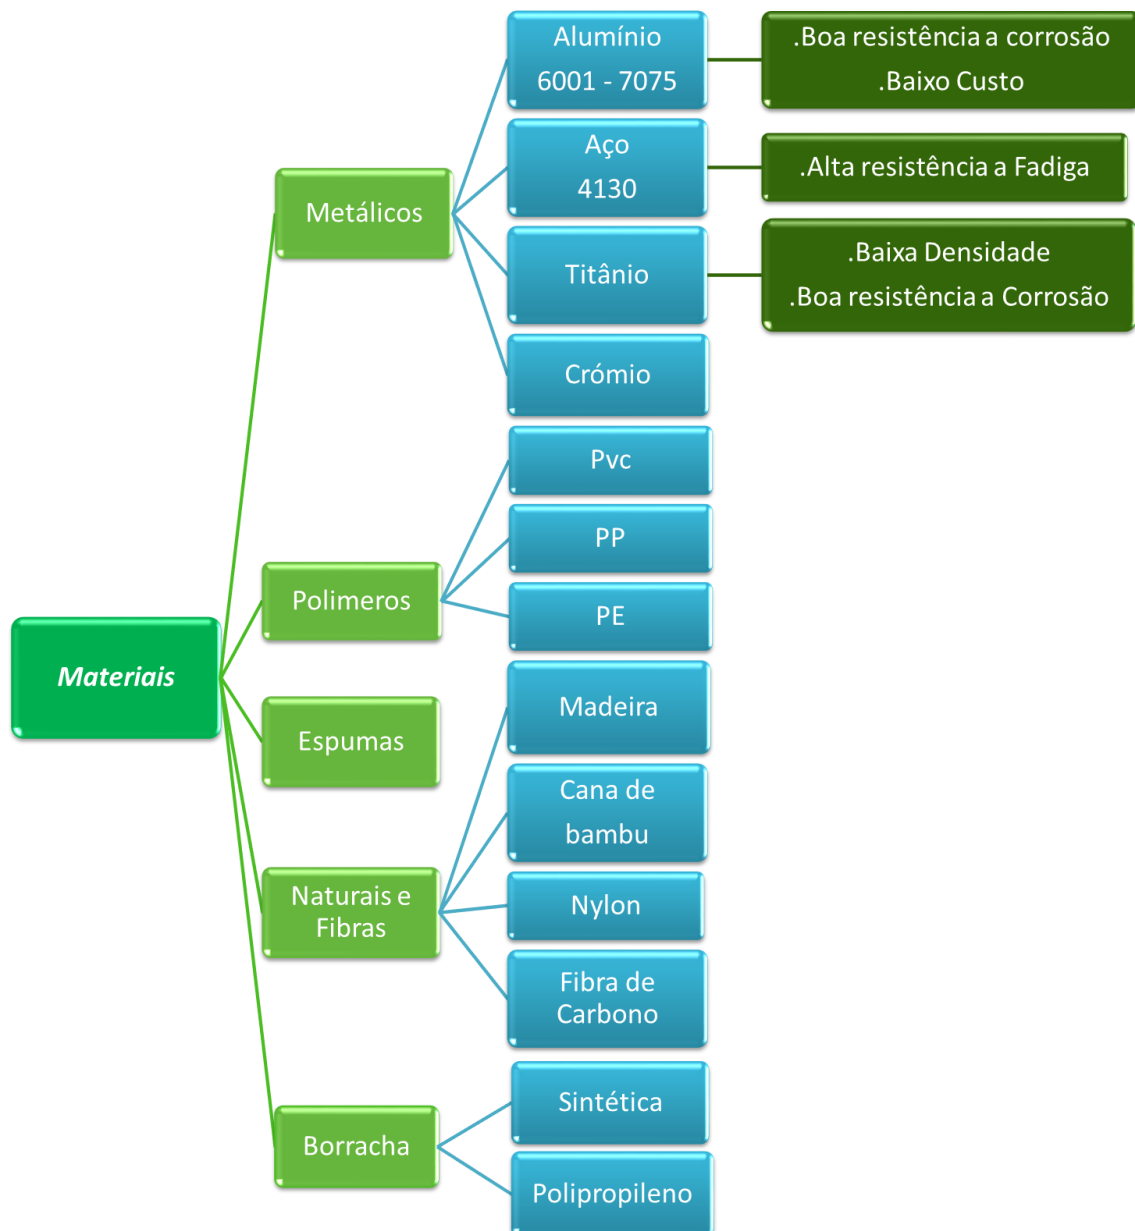 Materiais
Metálicos
Alumínio
6001 - 7075
.Boa resistência a corrosão
.Baixo Custo
Aço
4130
.Alta resistência a Fadiga
Titânio
.Baixa Densidade
.Boa resistência a Corrosão
Crómio
Polimeros
Pvc
PP
PE
Espumas
Naturais e
Fibras
Madeira
Cana de
bambu
Nylon
Fibra de
Carbono
Borracha
Sintética
Polipropileno